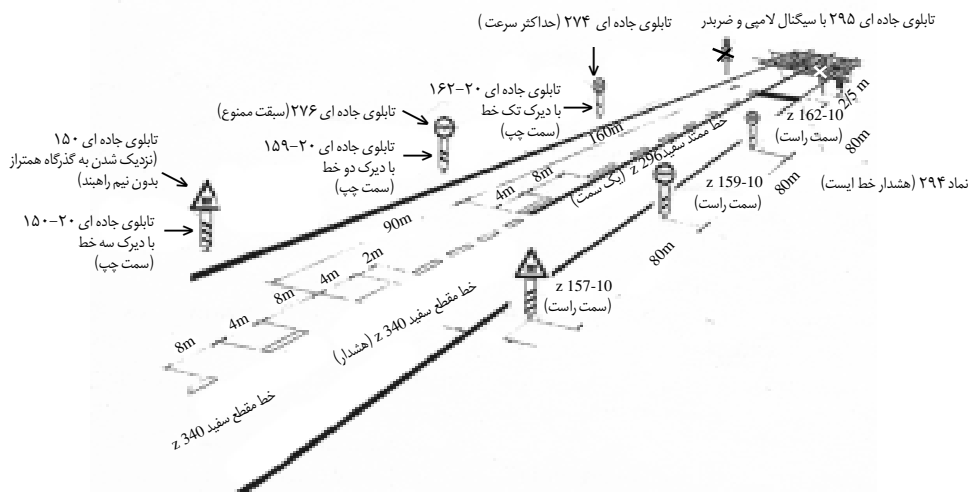 تابلوی جاده ای ۲۹۵ با سیگنال لامپی و ضربدر
تابلوی جاده ای ۲۷۴ (حداکثر سرعت)
تابلوی جاده ای ۲۰-۱۶۲
با دیرک تک خط
(سمت چپ)
تابلوی جاده ای ۲۷۶ (سبقت ممنوع)
تابلوی جاده ای ۲۰-۱۵۹
با دیرک دو خط
(سمت چپ)
تابلوی جاده ای ۱۵۰
(نزدیک شدن به گذرگاه همتراز
بدون نیم راهبند)
تابلوی جاده ای ۲۰-۱۵۰
با دیرک سه خط
(سمت چپ)
2/5 m
z 162-10
(سمت راست)
80m
z 159-10
(سمت راست)
80m
نماد ۲۹۴ (هشدار خط ایست)
80m
z 157-10
(سمت راست)
160m
خط ممتد سفید z 296 (یک سمت)
8m
4m
90m
2m
4m
8m
4m
8m
خط مقطع سفید z 340 (هشدار)
خط مقطع سفید z 340